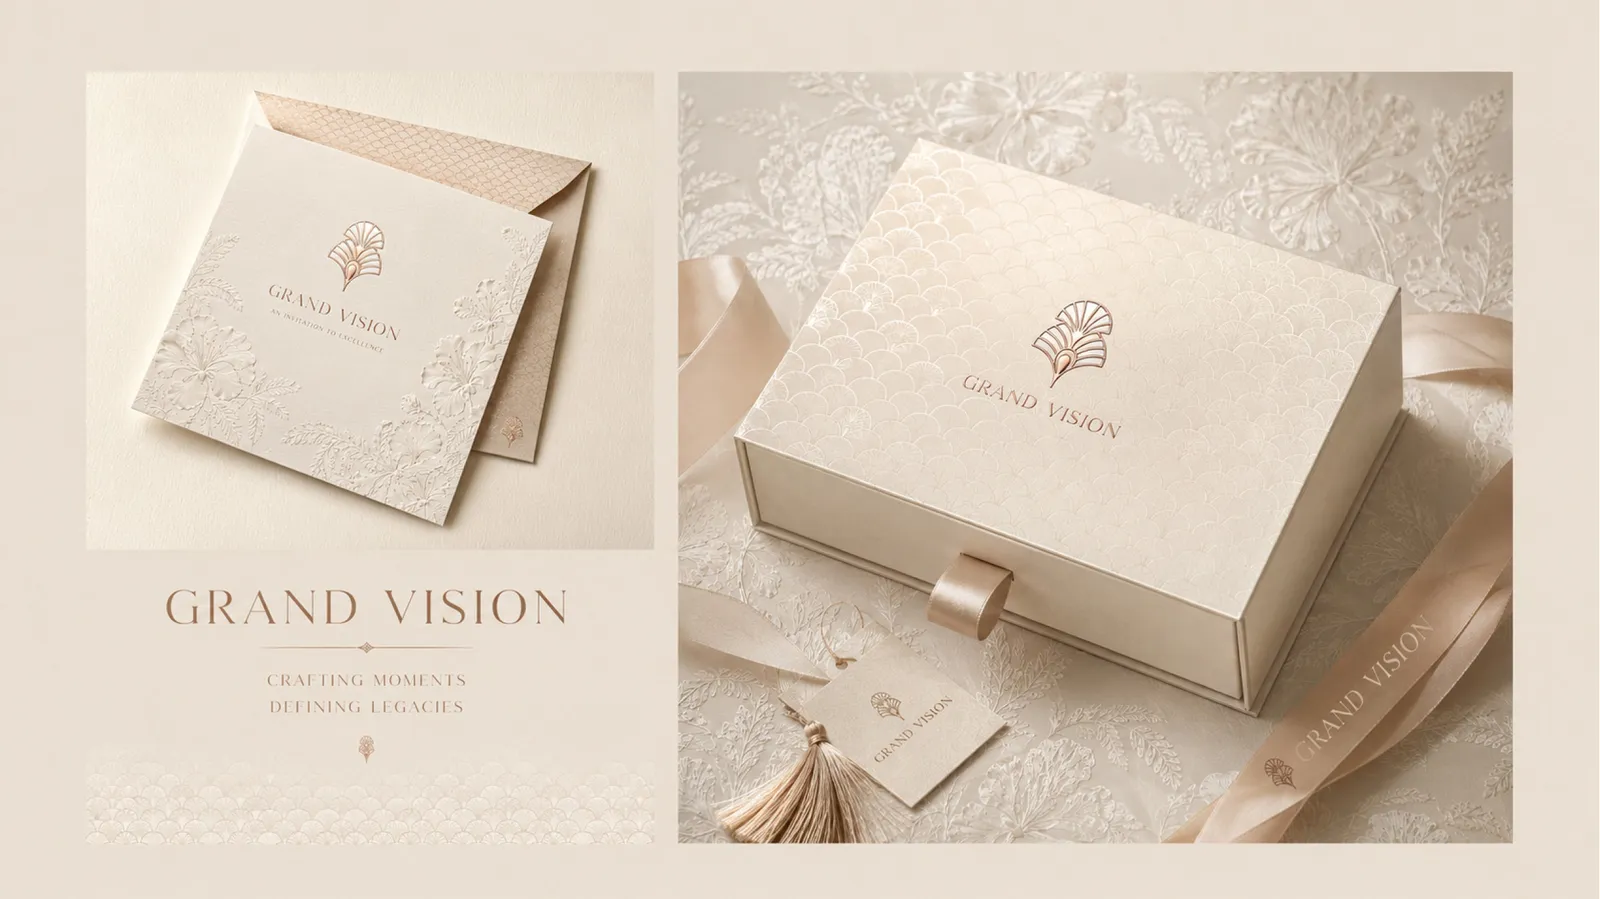 GRAND VISION
AN INVITATION TO EXCELLENCE
GRAND VISION
CRAFTING MOMENTS
DEFINING LEGACIES
GRAND VISION
GRAND VISION
GRAND VISION